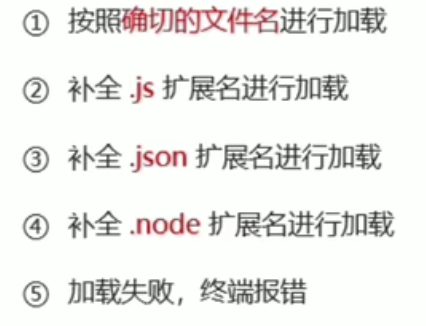 ① 按照确切的文件名进行加载
② 补全 .js 扩展名进行加载
③ 补全 .json 扩展名进行加载
④ 补全 .node 扩展名进行加载
⑤ 加载失败，终端报错